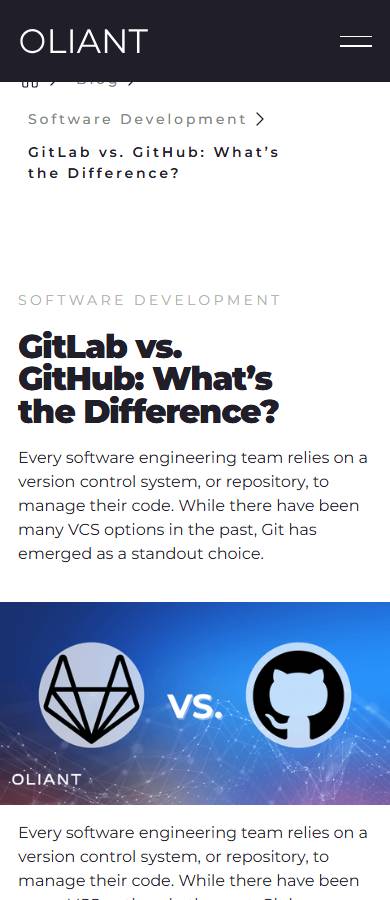 OLIANT
Blog
Software Development
GitLab vs. GitHub: What’s
the Difference?
SOFTWARE DEVELOPMENT
GitLab vs.
GitHub: What’s
the Difference?
Every software engineering team relies on a
version control system, or repository, to
manage their code. While there have been
many VCS options in the past, Git has
emerged as a standout choice.
VS.
OLIANT
Every software engineering team relies on a
version control system, or repository, to
manage their code. While there have been